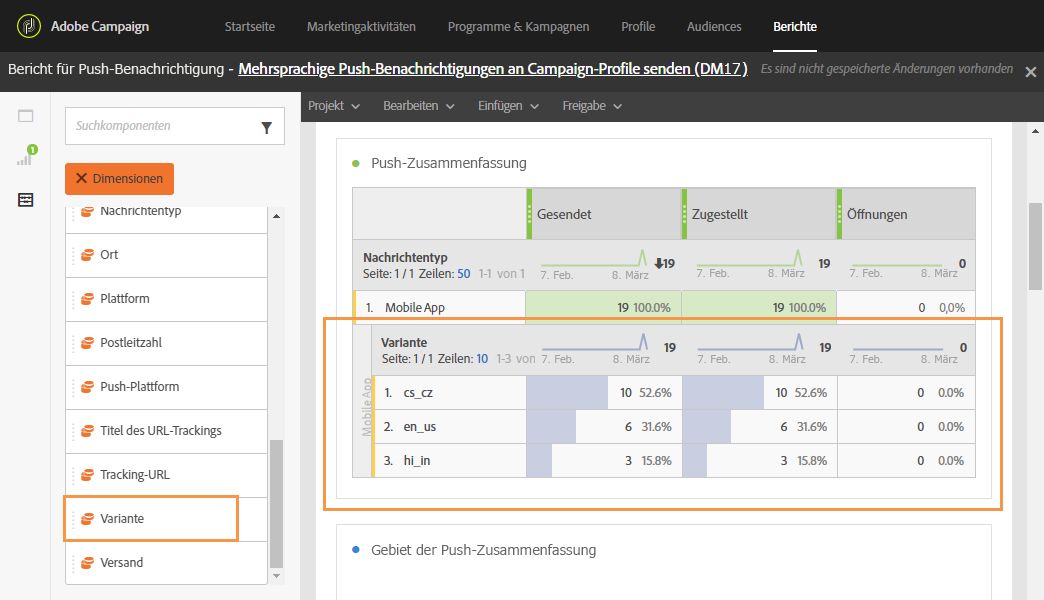 Adobe Campaign Startseite Marketingaktivitäten Programme & Kampagnen Profile Audiences Berichte
Bericht für Push-Benachrichtigung - Mehrsprachige Push-Benachrichtigungen an Campaign-Profile senden (DM17) Es sind nicht gespeicherte Änderungen vorhanden
Projekt Bearbeiten Einfügen Freigabe
Suchkomponenten
1
Dimensionen
Nachrichtentyp
Ort
Plattform
Postleitzahl
Push-Plattform
Titel des URL-Trackings
Tracking-URL
Variante
Versand
Push-Zusammenfassung
Gesendet Zugestellt Öffnungen
Nachrichtentyp
Seite: 1 / 1 Zeilen: 50 1-1 von 1
7. Feb. 8. März 19 7. Feb. 8. März 19 7. Feb. 8. März 0
1. Mobile App 19 100.0% 19 100.0% 0 0,0%
Mobile App
Variante
Seite: 1 / 1 Zeilen: 10 1-3 von
7. Feb. 8. März 19 7. Feb. 8. März 19 7. Feb. 8. März 0
1. cs_cz 10 52.6% 10 52.6% 0 0.0%
2. en_us 6 31.6% 6 31.6% 0 0.0%
3. hi_in 3 15.8% 3 15.8% 0 0.0%
Gebiet der Push-Zusammenfassung